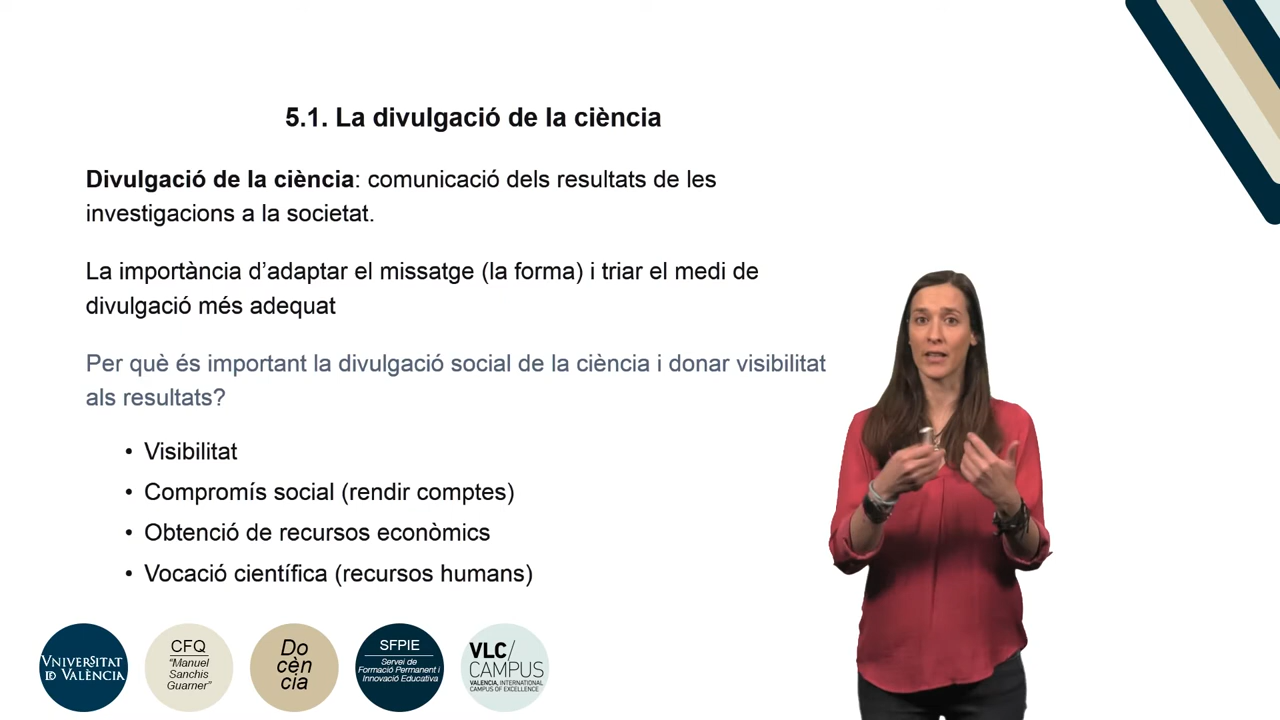 5.1. La divulgació de la ciència
Divulgació de la ciència: comunicació dels resultats de les
investigacions a la societat.
La importància d’adaptar el missatge (la forma) i triar el medi de
divulgació més adequat
Per què és important la divulgació social de la ciència i donar visibilitat
als resultats?
• Visibilitat
• Compromís social (rendir comptes)
• Obtenció de recursos econòmics
• Vocació científica (recursos humans)
VNIVERSITAT
ID VALÈNCIA
CFQ
“Manuel
Sanchis
Guarner”
Do
cèn
cia
SFPIE
Servei de
Formació Permanent i
Innovació Educativa
VLC/
CAMPUS
VALENCIA, INTERNATIONAL
CAMPUS OF EXCELLENCE